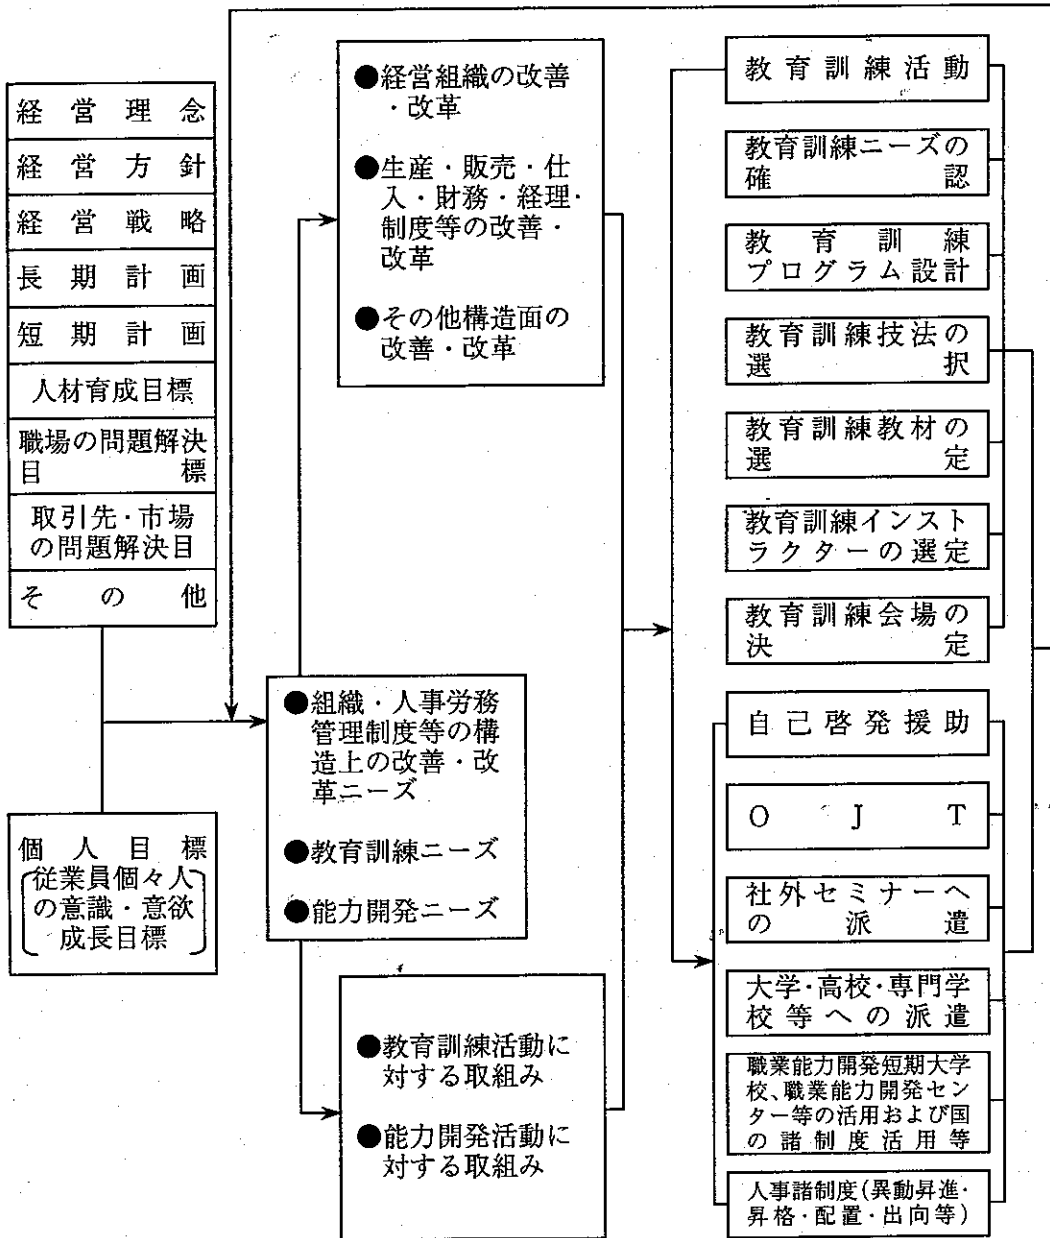 経営理念
経営方針
経営戦略
長期計画
短期計画
人材育成目標
職場の問題解決
目標
取引先・市場
の問題解決目
その他
個人目標
従業員個々人
の意識・意欲
成長目標
●経営組織の改善
・改革
●生産・販売・仕
入・財務・経理・
制度等の改善・
改革
●その他構造面の
改善・改革
●組織・人事労務
管理制度等の構
造上の改善・改
革ニーズ
●教育訓練ニーズ
●能力開発ニーズ
●教育訓練活動に
対する取組み
●能力開発活動に
対する取組み
教育訓練活動
教育訓練ニーズの
確認
教育訓練
プログラム設計
教育訓練技法の
選択
教育訓練教材の
選定
教育訓練インスト
ラクターの選定
教育訓練会場の
決定
自己啓発援助
OJT
社外セミナーへ
の派遣
大学・高校・専門学
校等への派遣
職業能力開発短期大学
校、職業能力開発セン
ター等の活用および国
の諸制度活用等
人事諸制度(異動昇進・
昇格・配置・出向等)